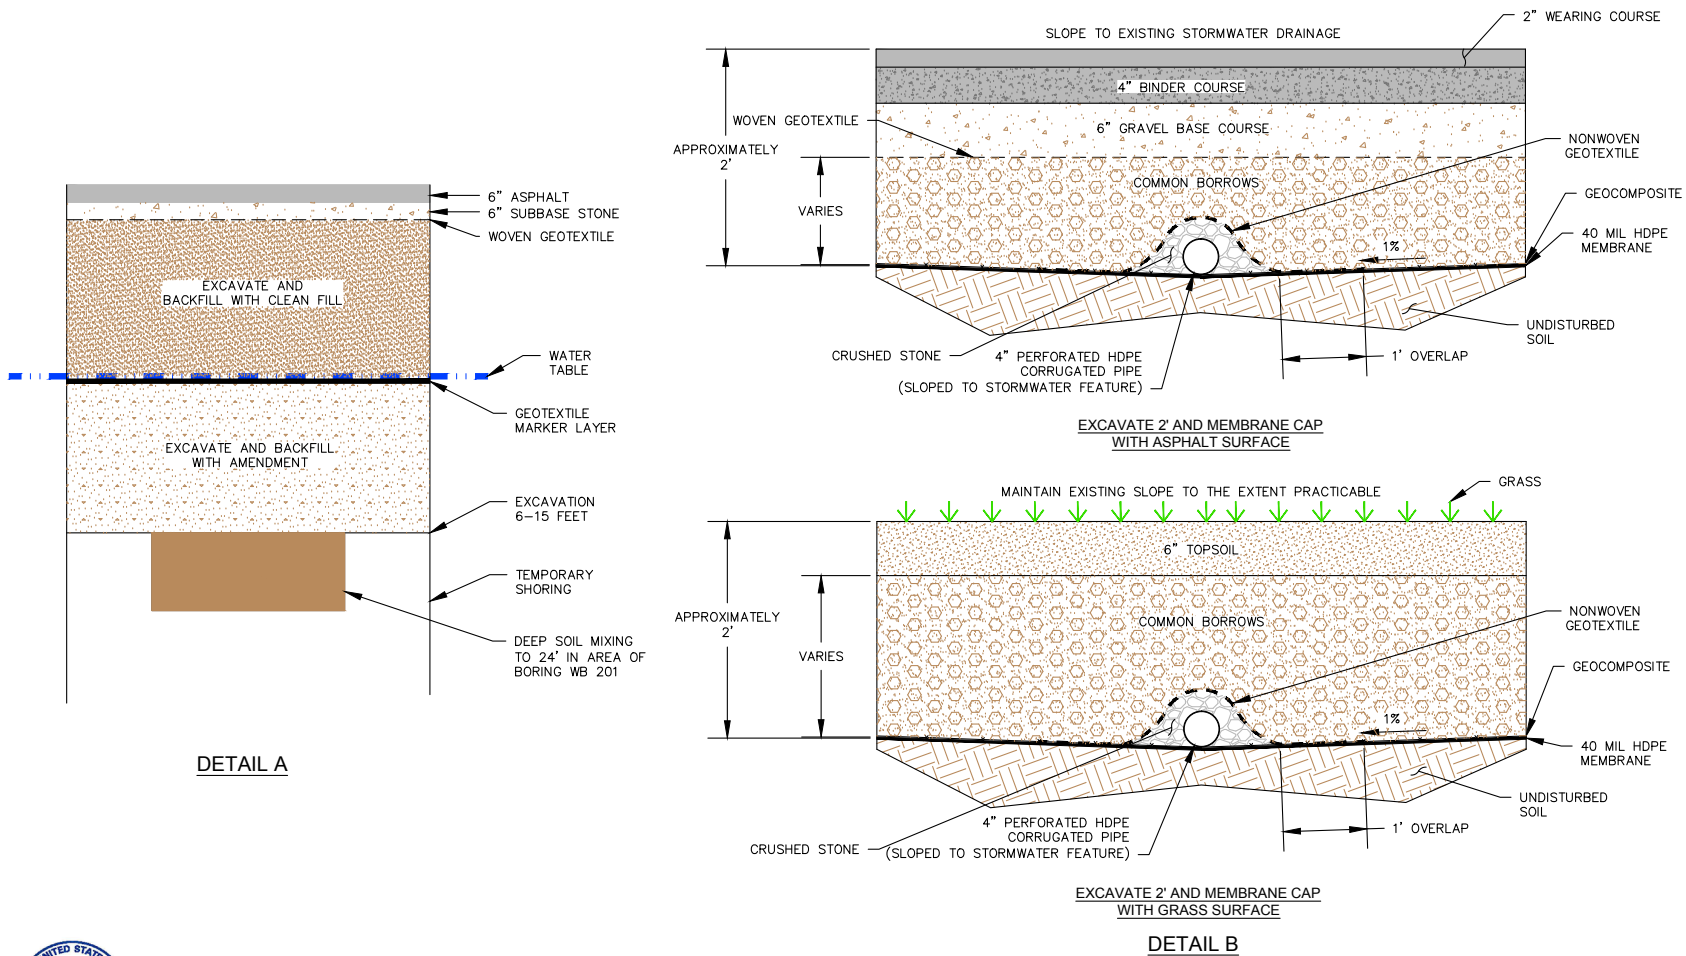 6" ASPHALT
6" SUBBASE STONE
WOVEN GEOTEXTILE
EXCAVATE AND
BACKFILL WITH CLEAN FILL
WATER
TABLE
GEOTEXTILE
MARKER LAYER
EXCAVATE AND BACKFILL
WITH AMENDMENT
EXCAVATION
6-15 FEET
TEMPORARY
SHORING
DEEP SOIL MIXING
TO 24' IN AREA OF
BORING WB 201
DETAIL A
2" WEARING COURSE
SLOPE TO EXISTING STORMWATER DRAINAGE
4" BINDER COURSE
WOVEN GEOTEXTILE
6" GRAVEL BASE COURSE
NONWOVEN
GEOTEXTILE
APPROXIMATELY
2'
COMMON BORROWS
VARIES
GEOCOMPOSITE
1%
40 MIL HDPE
MEMBRANE
UNDISTURBED
SOIL
CRUSHED STONE
4" PERFORATED HDPE
CORRUGATED PIPE
(SLOPED TO STORMWATER FEATURE)
1' OVERLAP
EXCAVATE 2' AND MEMBRANE CAP
WITH ASPHALT SURFACE
GRASS
MAINTAIN EXISTING SLOPE TO THE EXTENT PRACTICABLE
6" TOPSOIL
NONWOVEN
GEOTEXTILE
APPROXIMATELY
2'
COMMON BORROWS
VARIES
GEOCOMPOSITE
1%
40 MIL HDPE
MEMBRANE
UNDISTURBED
SOIL
4" PERFORATED HDPE
CORRUGATED PIPE
(SLOPED TO STORMWATER FEATURE)
CRUSHED STONE
1' OVERLAP
EXCAVATE 2' AND MEMBRANE CAP
WITH GRASS SURFACE
DETAIL B